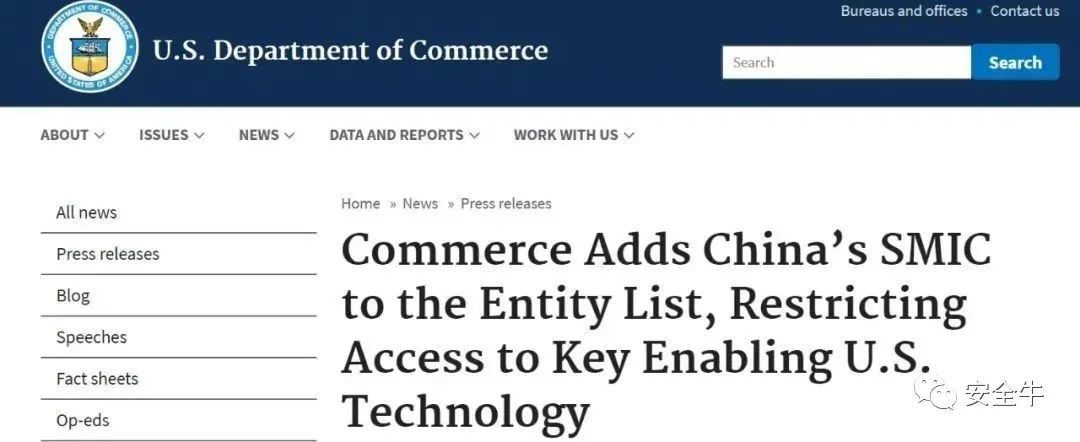 Bureaus and offices • Contact us
DEPARTMENT OF COMMERCE
UNITED STATES OF AMERICA
U.S. Department of Commerce
Search
Search
ABOUT
ISSUES
NEWS
DATA AND REPORTS
WORK WITH US
All news
Press releases
Blog
Speeches
Fact sheets
Op-eds
Home » News » Press releases
Commerce Adds China’s SMIC
to the Entity List, Restricting
Access to Key Enabling U.S.
Technology
安全牛